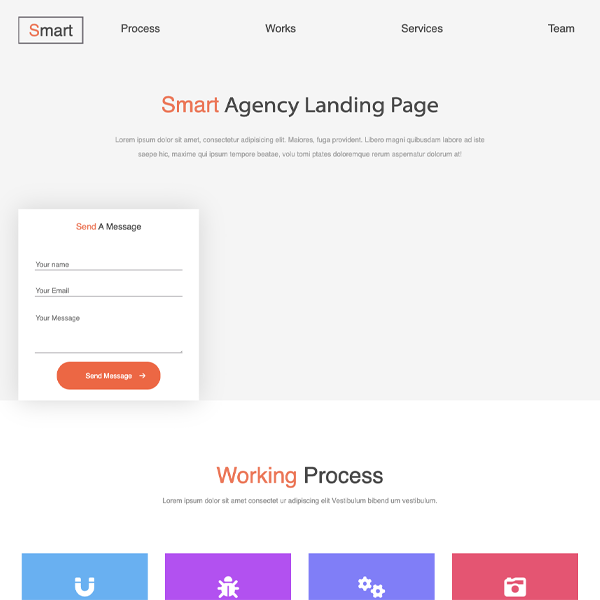 Smart
Process
Works
Services
Team
Smart Agency Landing Page
Lorem ipsum dolor sit amet, consectetur adipisicing elit. Maiores, fuga provident. Libero magni quibusdam labore ad iste
saepe hic, maxime qui ipsum tempore beatae, volu tomi plates doloremque rerum aspernatur dolorum at!
Send A Message
Your name
Your Email
Your Message
Send Message
Working Process
Lorem ipsum dolor sit amet consectet ur adipiscing elit Vestibulum bibend um vestibulum.